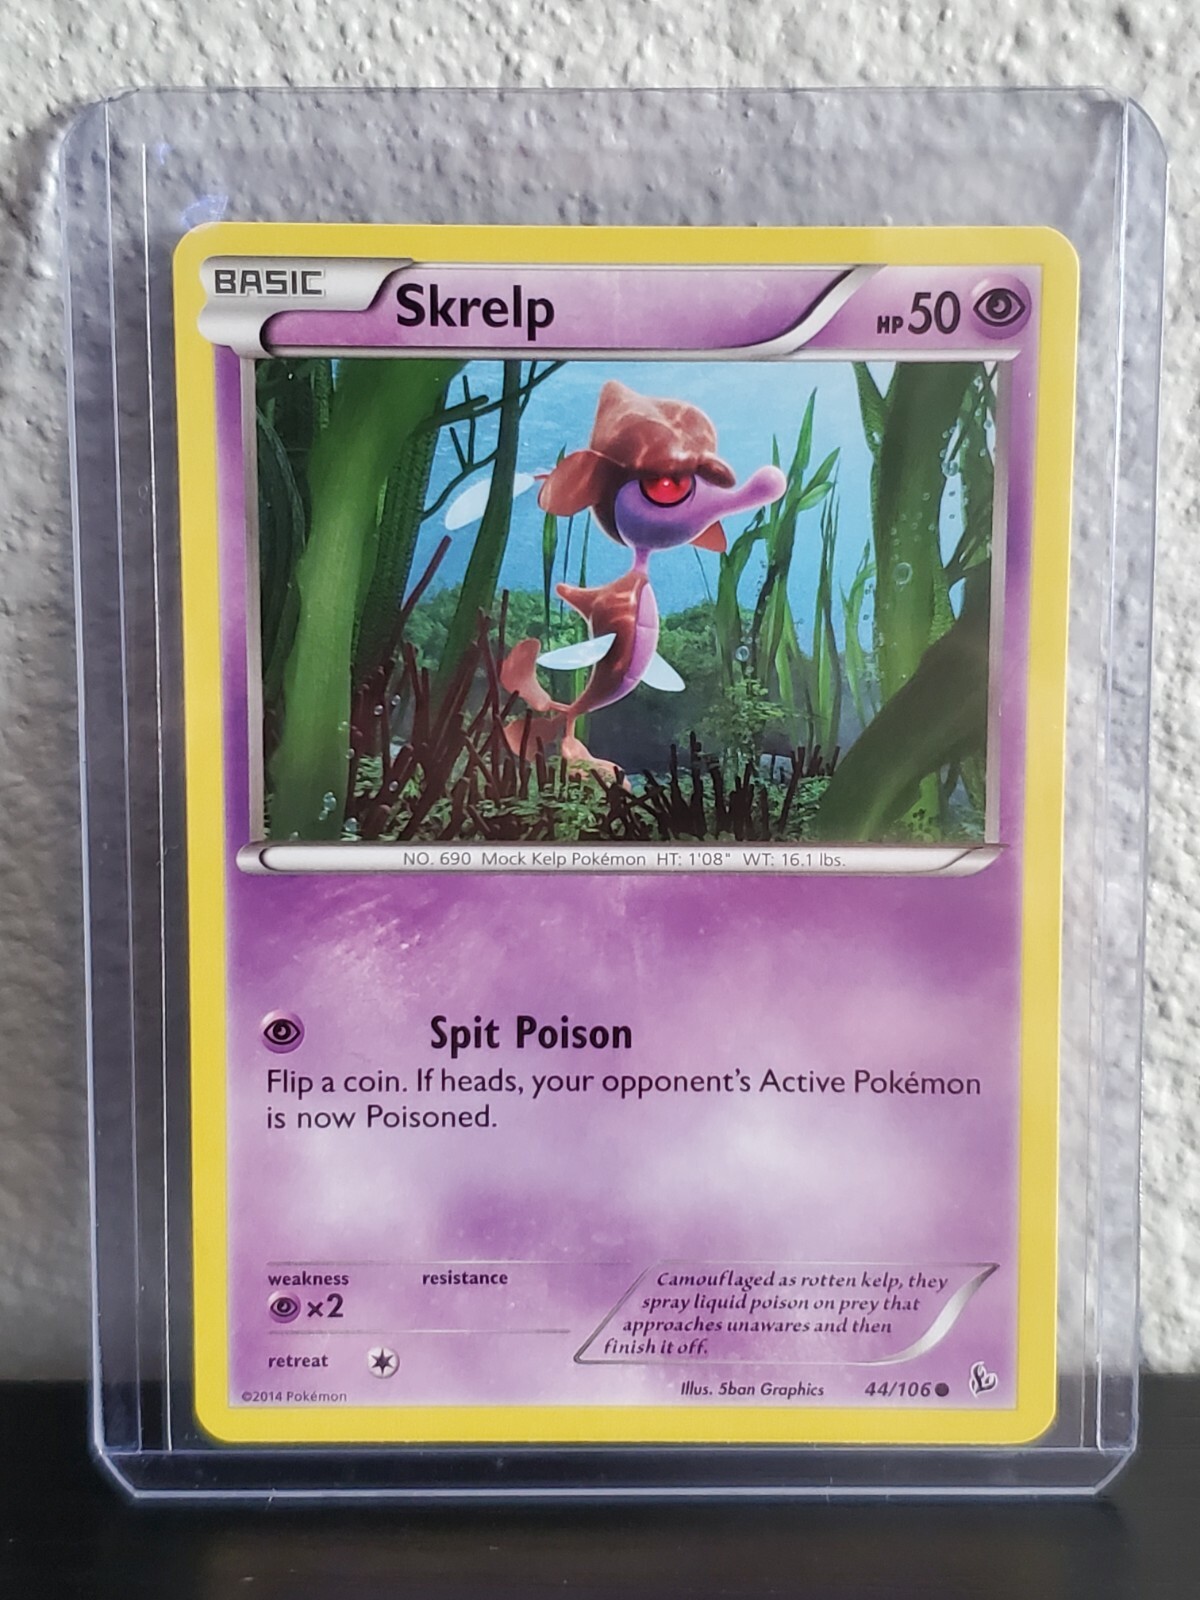 BASIC
Skrelp
HP 50
NO. 690 Mock Kelp Pokémon HT: 1'08" WT: 16.1 lbs.
Spit Poison
Flip a coin. If heads, your opponent's Active Pokémon
is now Poisoned.
weakness
×2
resistance
retreat
Camouflaged as rotten kelp, they
spray liquid poison on prey that
approaches unawares and then
finish it off.
©2014 Pokémon
Illus. 5ban Graphics
44/106